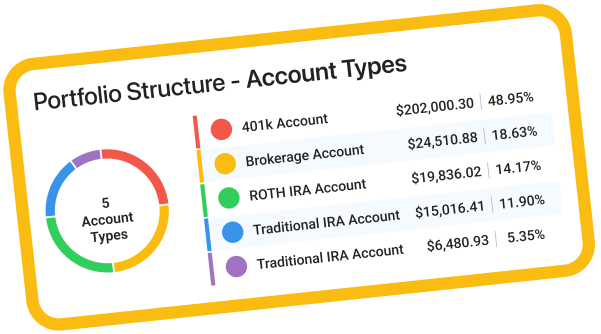 Portfolio Structure - Account Types
5
Account
Types
401k Account $202,000.30 48.95%
Brokerage Account $24,510.88 18.63%
ROTH IRA Account $19,836.02 14.17%
Traditional IRA Account $15,016.41 11.90%
Traditional IRA Account $6,480.93 5.35%